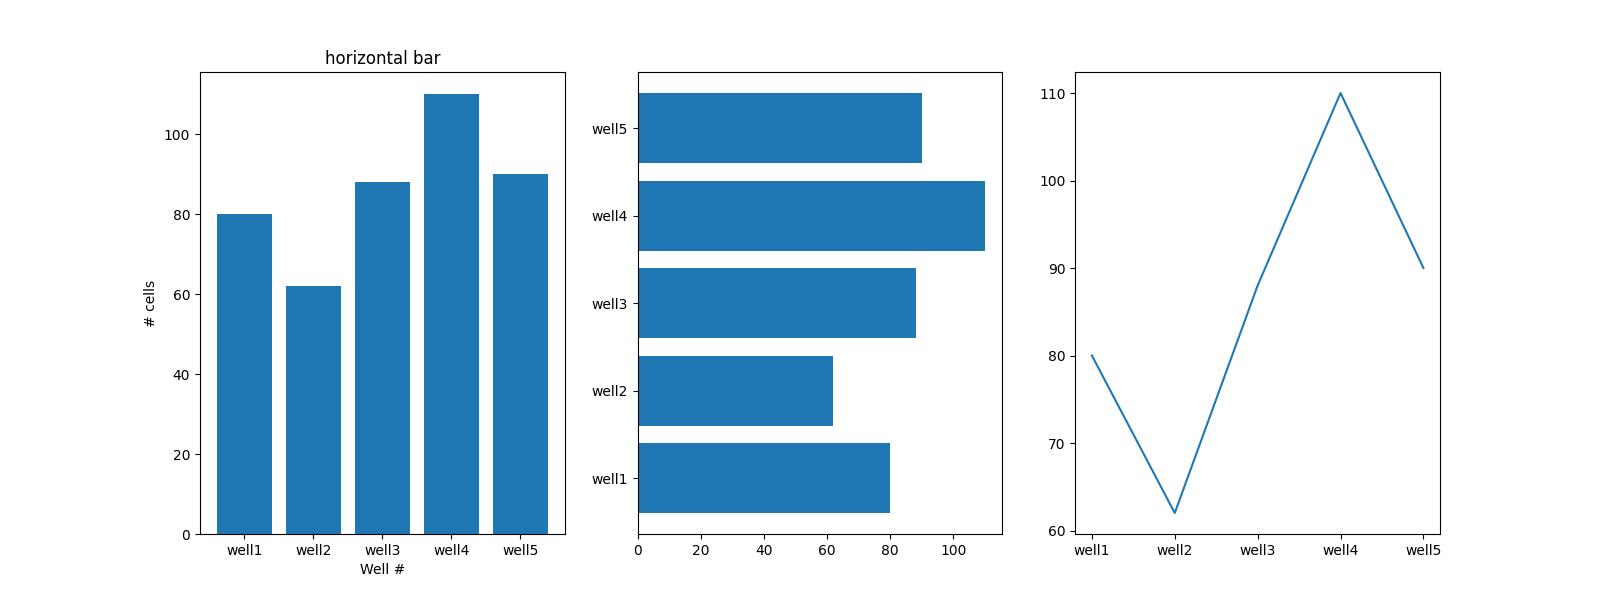 horizontal bar
100
80
60
40
20
0
# cells
well1 well2 well3 well4 well5
Well #
well5
well4
well3
well2
well1
0 20 40 60 80 100
110
100
90
80
70
60
well1 well2 well3 well4 well5